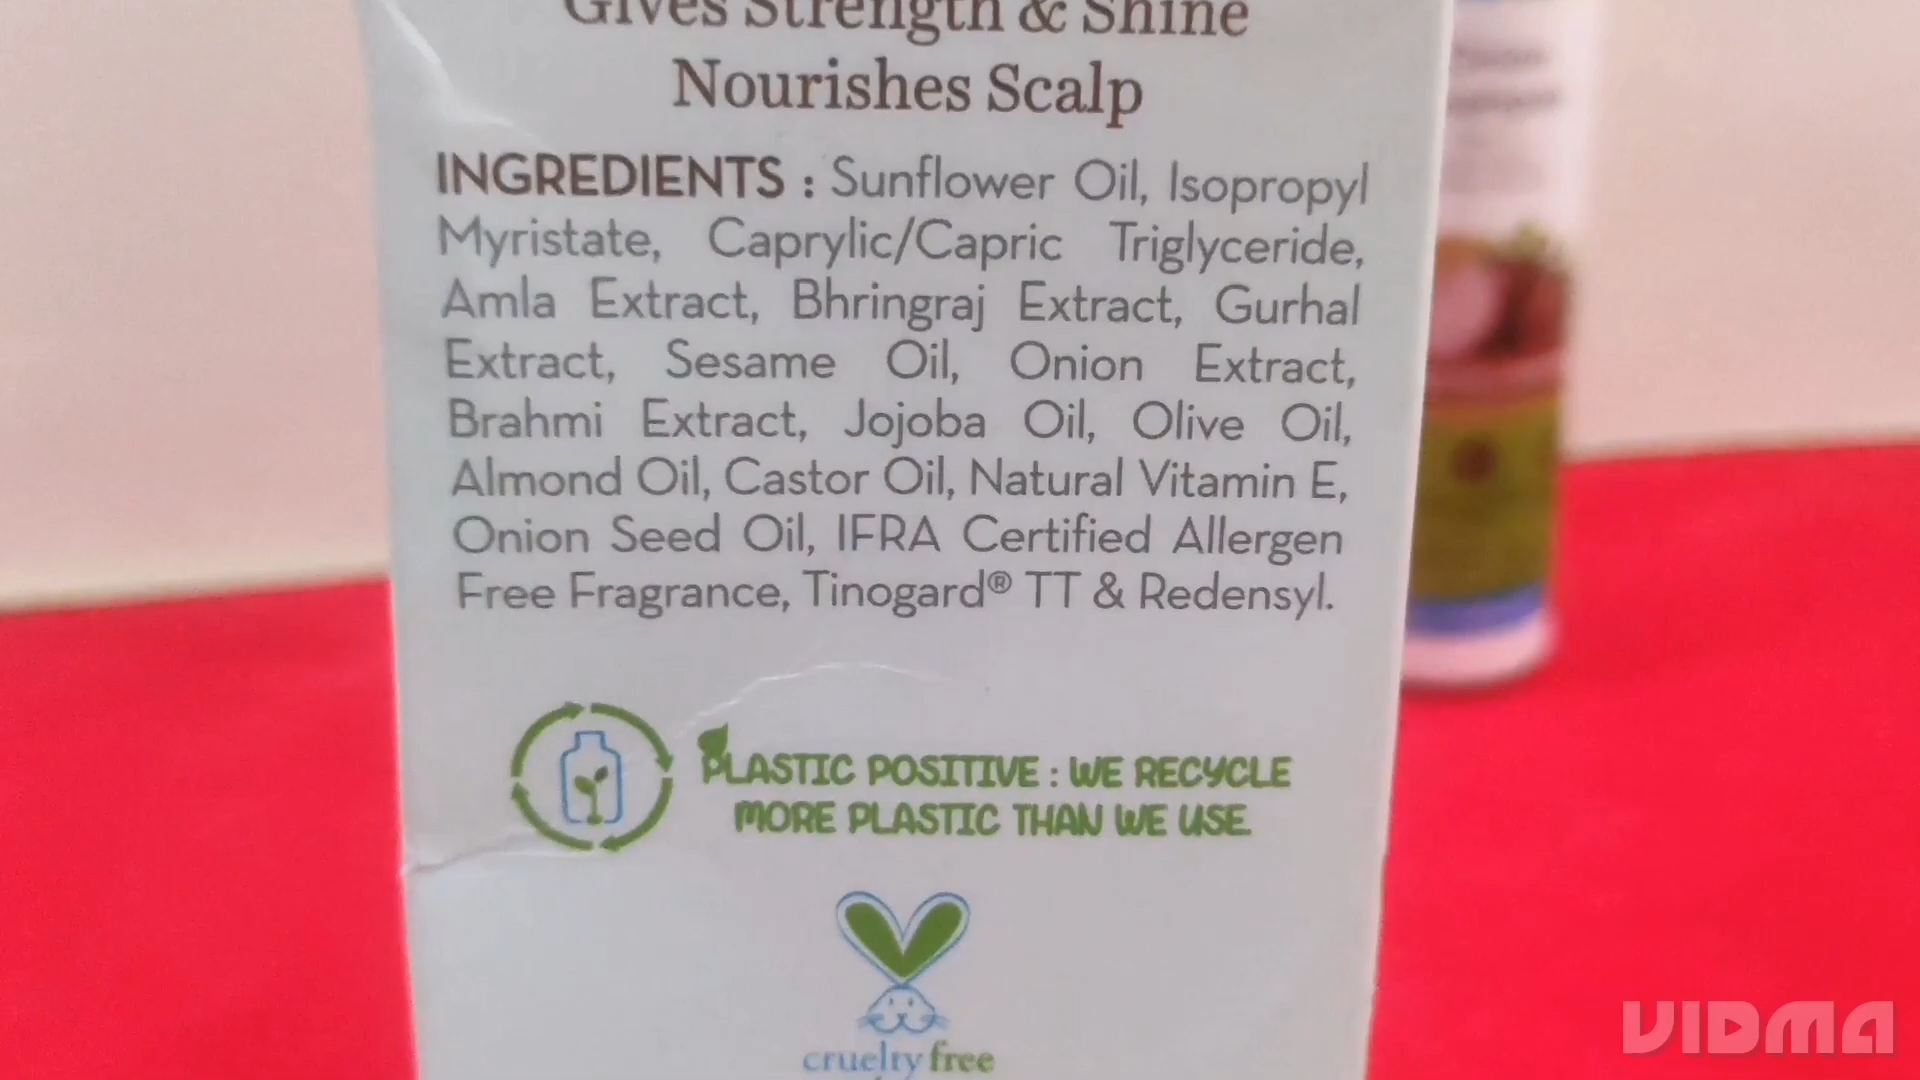 Gives Strength & Shine
Nourishes Scalp
INGREDIENTS : Sunflower Oil, Isopropyl
Myristate, Caprylic/Capric Triglyceride,
Amla Extract, Bhringraj Extract, Gurhal
Extract, Sesame Oil, Onion Extract,
Brahmi Extract, Jojoba Oil, Olive Oil,
Almond Oil, Castor Oil, Natural Vitamin E,
Onion Seed Oil, IFRA Certified Allergen
Free Fragrance, Tinogard® TT & Redensyl.
PLASTIC POSITIVE : WE RECYCLE
MORE PLASTIC THAN WE USE.
cruelty free
VIDMA